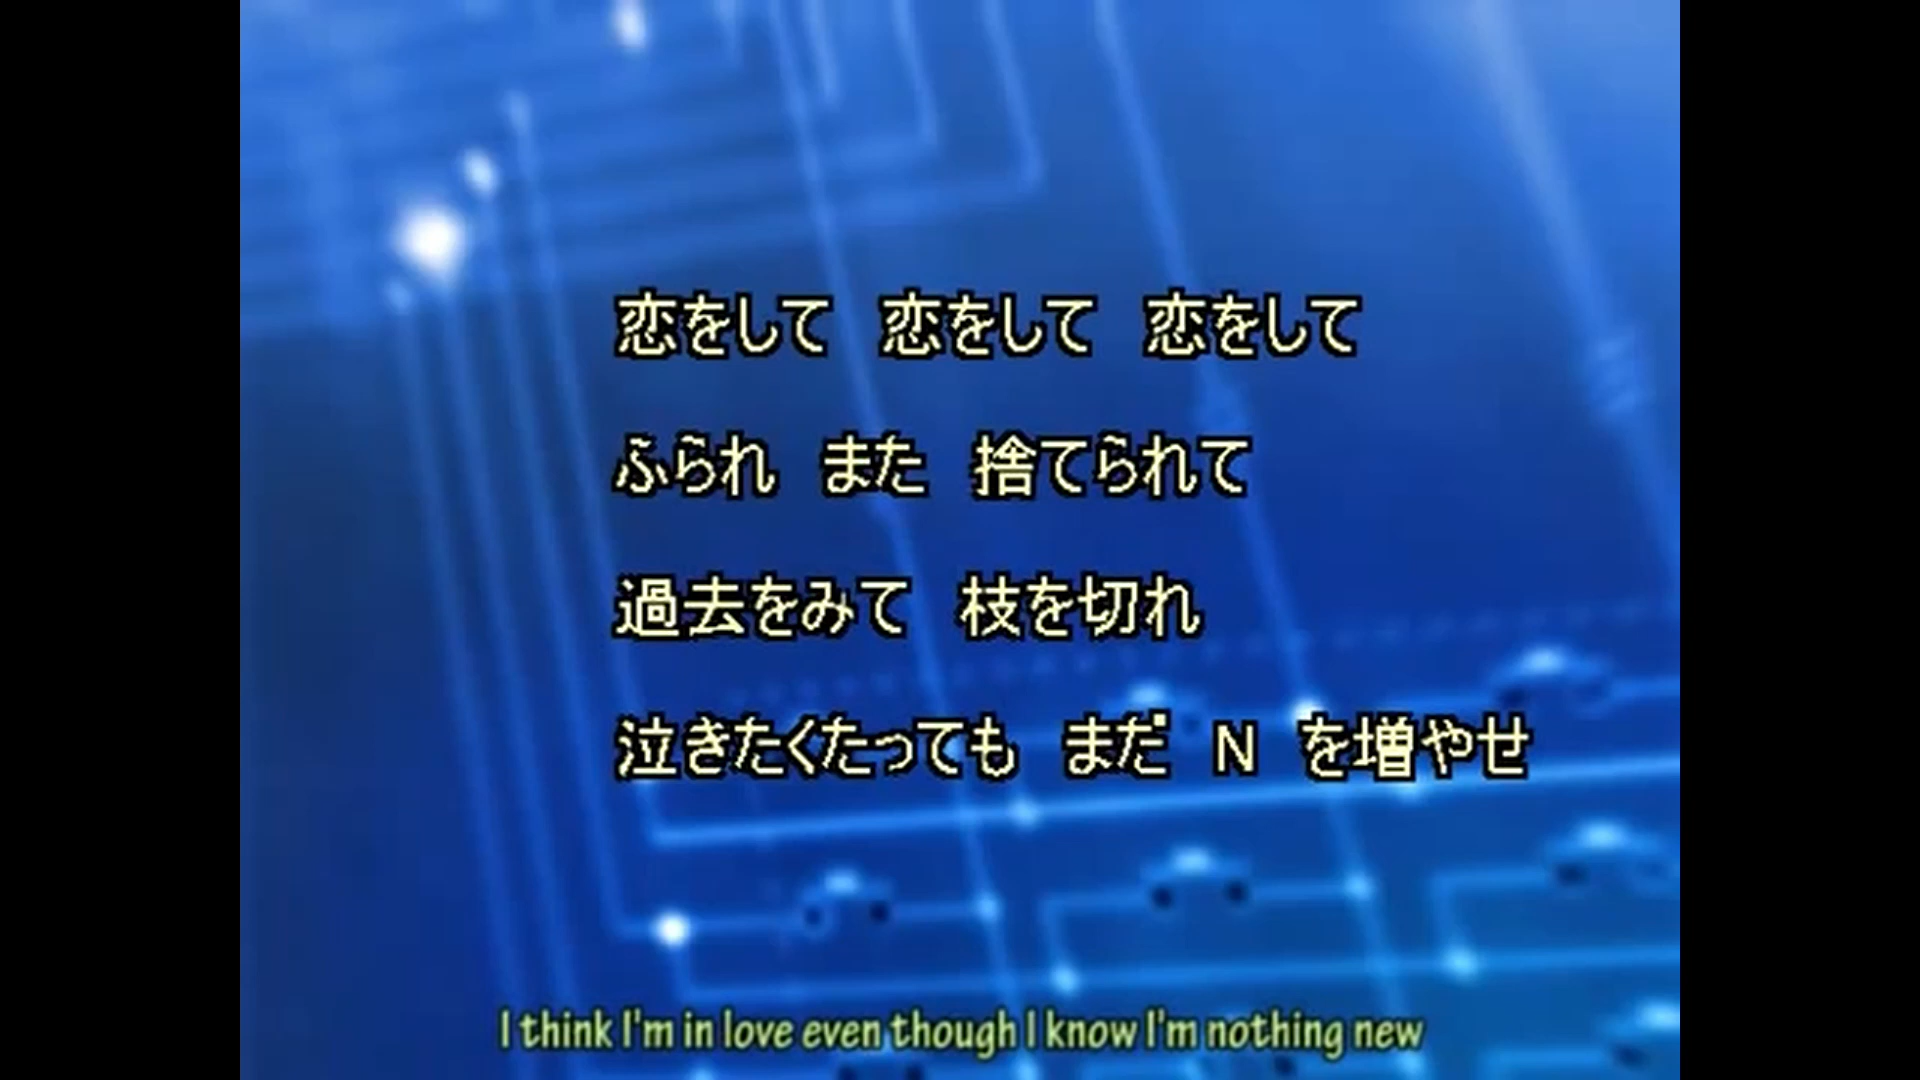 恋をして　恋をして　恋をして
ふられ　また　捨てられて
過去をみて　枝を切れ
泣きたくたっても　まだ　N　を増やせ
I think I'm in love even though I know I'm nothing new